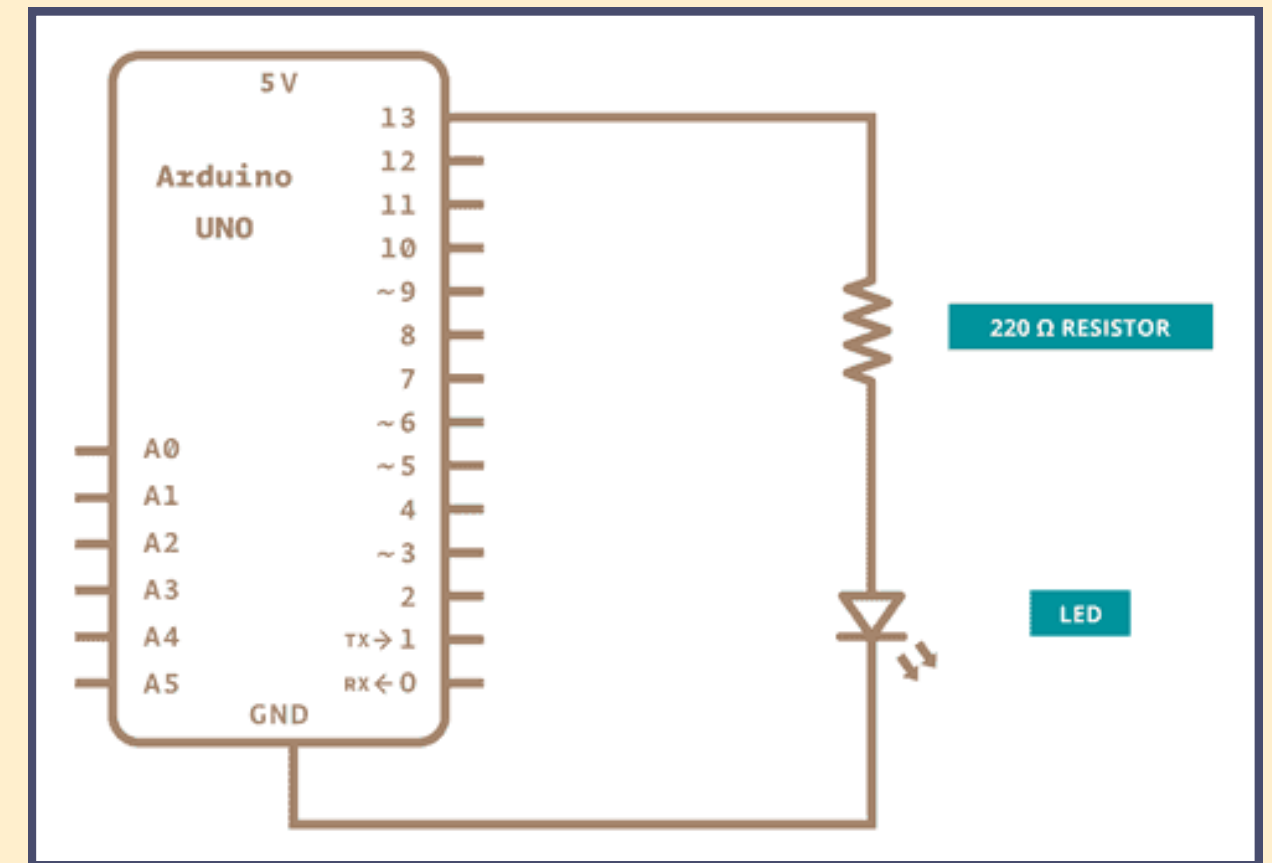 5V
13
12
Arduino
11
UNO
10
~9
8
220 Ω RESISTOR
7
~6
A0
~5
A1
4
A2
~3
A3
2
LED
A4
TX→1
A5
RX←0
GND